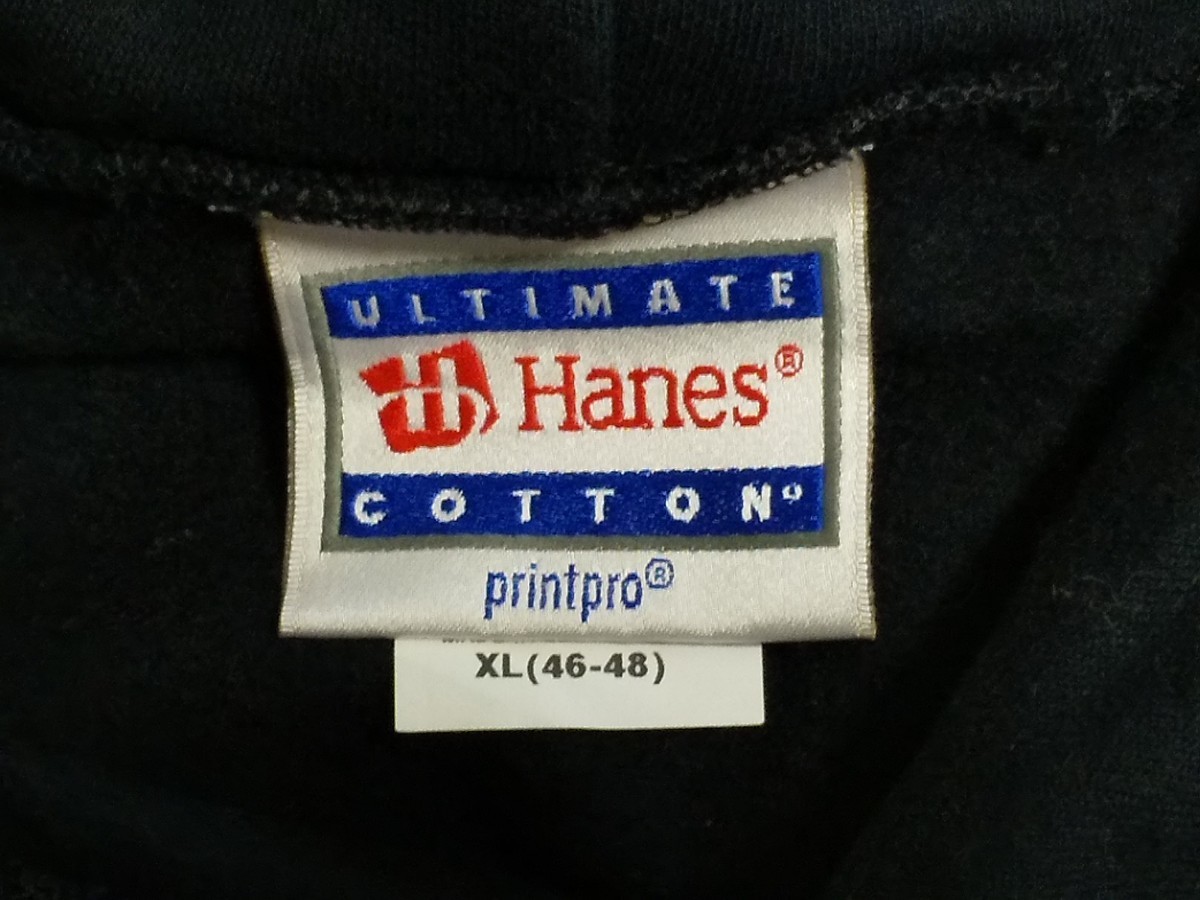 ULTIMATE
Hanes®
COTTON®
printpro®
XL(46-48)